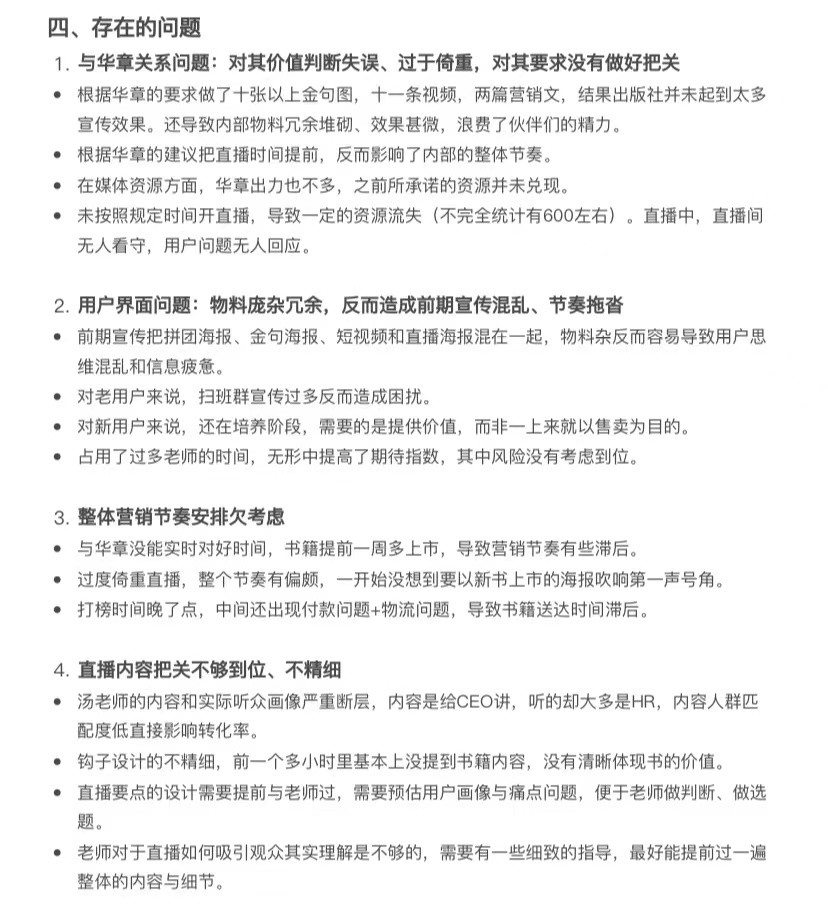 四、存在的问题
1. 与华章关系问题：对其价值判断失误、过于倚重，对其要求没有做好把关
• 根据华章的要求做了十张以上金句图，十一条视频，两篇营销文，结果出版社并未起到太多
宣传效果。还导致内部物料冗余堆砌、效果甚微，浪费了伙伴们的精力。
• 根据华章的建议把直播时间提前，反而影响了内部的整体节奏。
• 在媒体资源方面，华章出力也不多，之前所承诺的资源并未兑现。
• 未按照规定时间开直播，导致一定的资源流失（不完全统计有600左右）。直播中，直播间
无人看守，用户问题无人回应。
2. 用户界面问题：物料庞杂冗余，反而造成前期宣传混乱、节奏拖沓
• 前期宣传把拼团海报、金句海报、短视频和直播海报混在一起，物料杂反而容易导致用户思
维混乱和信息疲惫。
• 对老用户来说，扫班群宣传过多反而造成困扰。
• 对新用户来说，还在培养阶段，需要的是提供价值，而非一上来就以售卖为目的。
• 占用了过多老师的时间，无形中提高了期待指数，其中风险没有考虑到位。
3. 整体营销节奏安排欠考虑
• 与华章没能实时对好时间，书籍提前一周多上市，导致营销节奏有些滞后。
• 过度倚重直播，整个节奏有偏颇，一开始没想到要以新书上市的海报吹响第一声号角。
• 打榜时间晚了点，中间还出现付款问题+物流问题，导致书籍送达时间滞后。
4. 直播内容把关不够到位、不精细
• 汤老师的内容和实际听众画像严重断层，内容是给CEO讲，听的却大多是HR，内容人群匹
配度低直接影响转化率。
• 钩子设计的不精细，前一个多小时里基本上没提到书籍内容，没有清晰体现书的价值。
• 直播要点的设计需要提前与老师过，需要预估用户画像与痛点问题，便于老师做判断、做选
题。
• 老师对于直播如何吸引观众其实理解是不够的，需要有一些细致的指导，最好能提前过一遍
整体的内容与细节。